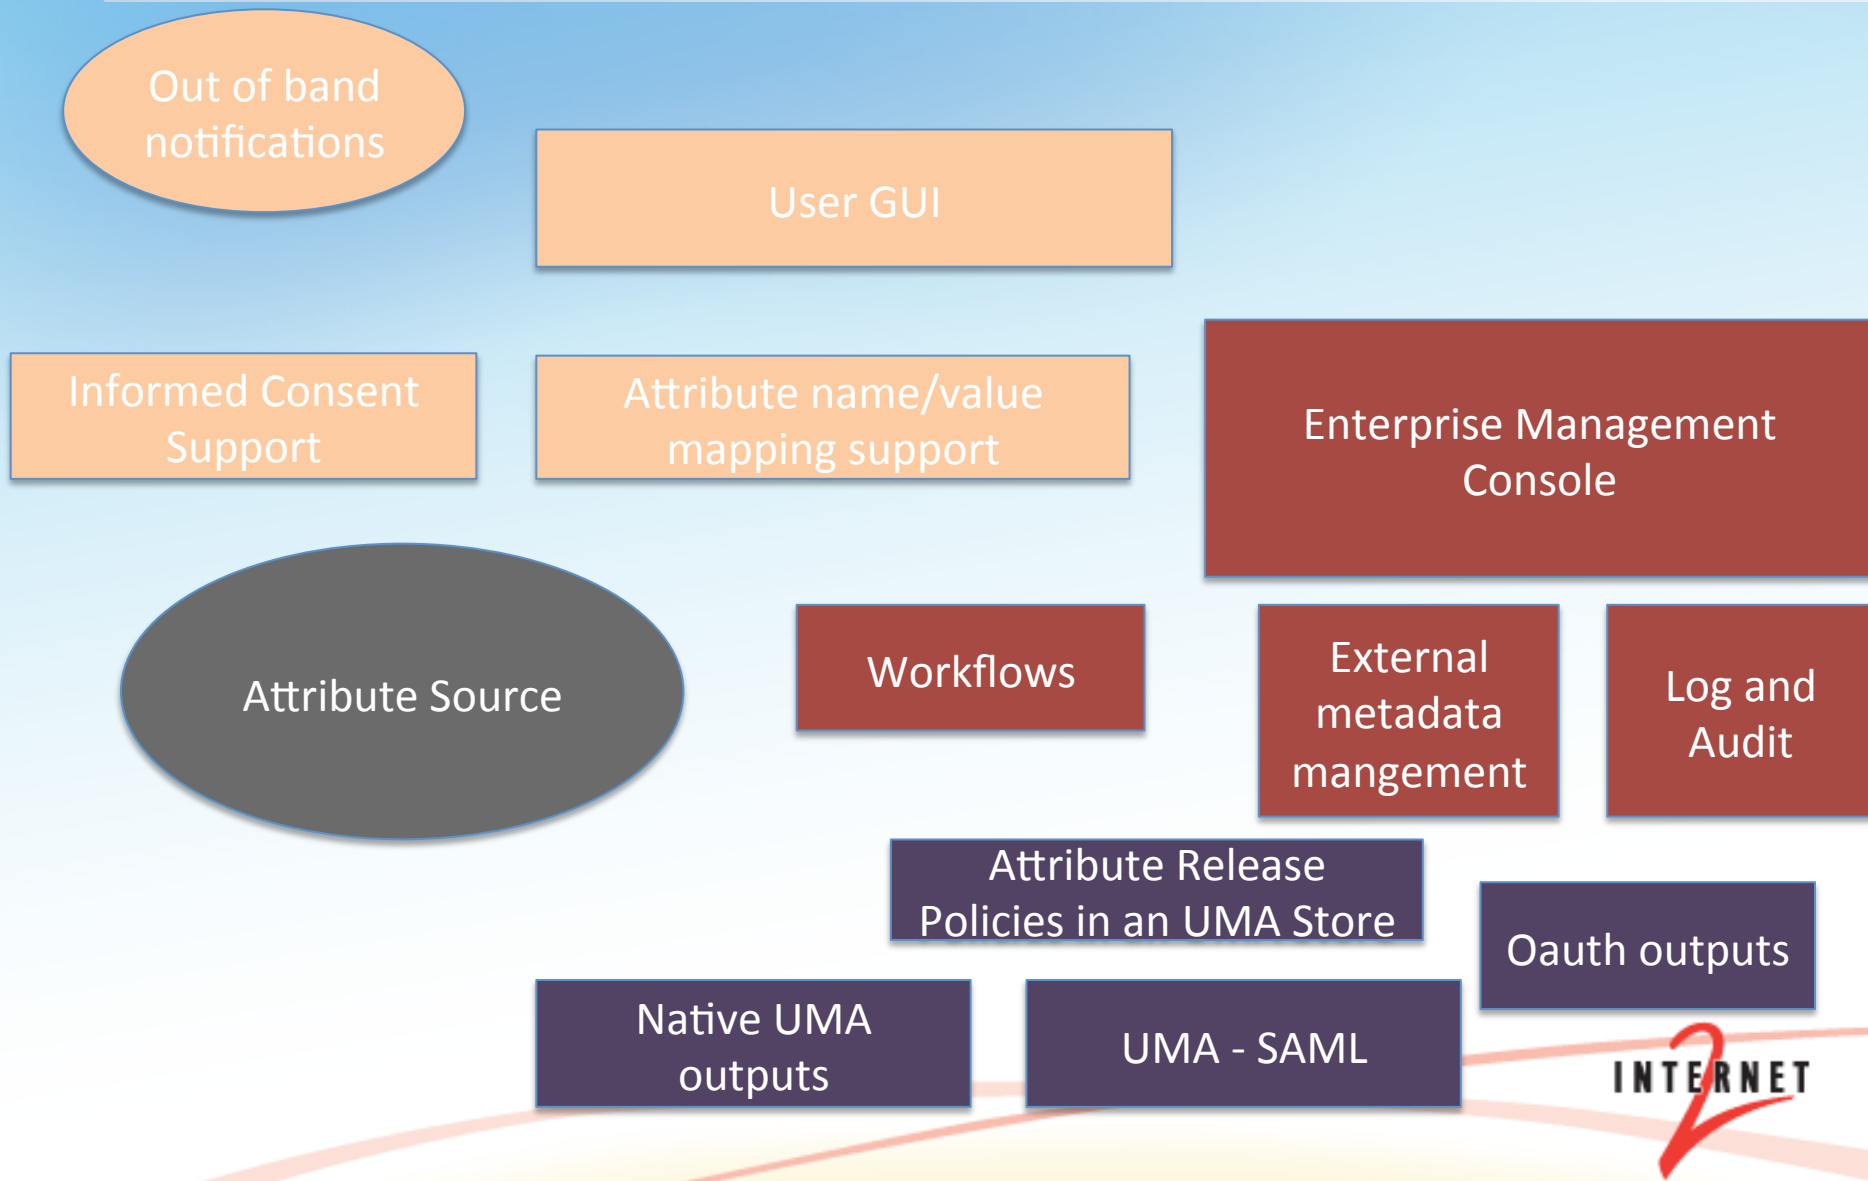 Out of band
notifications
User GUI
Informed Consent
Support
Attribute name/value
mapping support
Enterprise Management
Console
Attribute Source
Workflows
External
metadata
mangement
Log and
Audit
Attribute Release
Policies in an UMA Store
Oauth outputs
Native UMA
outputs
UMA - SAML
INTERNET
2